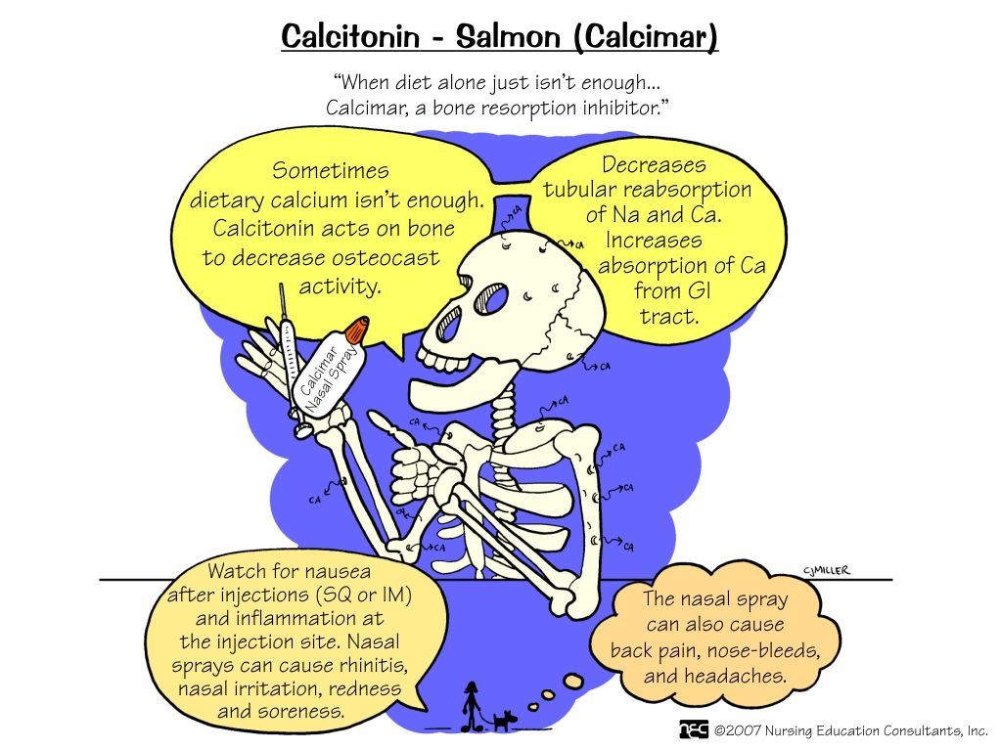 Calcitonin - Salmon (Calcimar)
“When diet alone just isn’t enough...
Calcimar, a bone resorption inhibitor.”
Sometimes
dietary calcium isn’t enough.
Calcitonin acts on bone
to decrease osteocast
activity.
Decreases
tubular reabsorption
of Na and Ca.
Increases
absorption of Ca
from GI
tract.
CA
CA
CA
Calcimar
Nasal Spray
CA
CA
CA
CA
CA
CA
CA
CA
Watch for nausea
after injections (SQ or IM)
and inflammation at
the injection site. Nasal
sprays can cause rhinitis,
nasal irritation, redness
and soreness.
CJMILLER
The nasal spray
can also cause
back pain, nose-bleeds,
and headaches.
nec ©2007 Nursing Education Consultants, Inc.